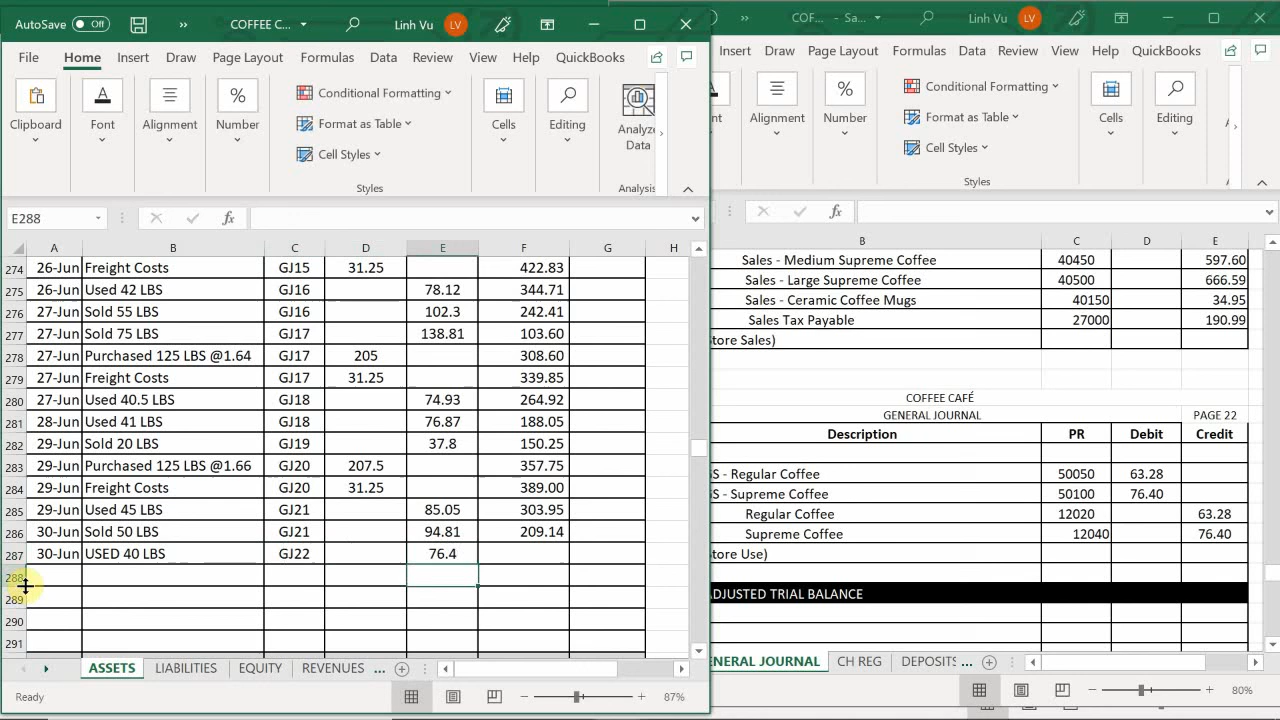 AutoSave Off » COFFEE C... Linh Vu LV
File Home Insert Draw Page Layout Formulas Data Review View Help QuickBooks
Clipboard Font Alignment Number
Conditional Formatting
Format as Table
Cell Styles
Styles
Cells Editing
Analyze
Data
Analysis
E288 fx
A B C D E F G H
274 26-Jun Freight Costs GJ15 31.25 422.83
275 26-Jun Used 42 LBS GJ16 78.12 344.71
276 27-Jun Sold 55 LBS GJ16 102.3 242.41
277 27-Jun Sold 75 LBS GJ17 138.81 103.60
278 27-Jun Purchased 125 LBS @1.64 GJ17 205 308.60
279 27-Jun Freight Costs GJ17 31.25 339.85
280 27-Jun Used 40.5 LBS GJ18 74.93 264.92
281 28-Jun Used 41 LBS GJ18 76.87 188.05
282 29-Jun Sold 20 LBS GJ19 37.8 150.25
283 29-Jun Purchased 125 LBS @1.66 GJ20 207.5 357.75
284 29-Jun Freight Costs GJ20 31.25 389.00
285 29-Jun Used 45 LBS GJ21 85.05 303.95
286 30-Jun Sold 50 LBS GJ21 94.81 209.14
287 30-Jun USED 40 LBS GJ22 76.4
288
289
290
291
ASSETS LIABILITIES EQUITY REVENUES ...
Ready 87%
» COF... - Sa... Linh Vu LV
Insert Draw Page Layout Formulas Data Review View Help QuickBooks
nt Alignment Number
Conditional Formatting
Format as Table
Cell Styles
Styles
Cells Editing
fx
B C D E
Sales - Medium Supreme Coffee 40450 597.60
Sales - Large Supreme Coffee 40500 666.59
Sales - Ceramic Coffee Mugs 40150 34.95
Sales Tax Payable 27000 190.99
tore Sales)
COFFEE CAFÉ
GENERAL JOURNAL PAGE 22
Description PR Debit Credit
S - Regular Coffee 50050 63.28
S - Supreme Coffee 50100 76.40
Regular Coffee 12020 63.28
Supreme Coffee 12040 76.40
tore Use)
ADJUSTED TRIAL BALANCE
ENERAL JOURNAL CH REG DEPOSITS ...
80%